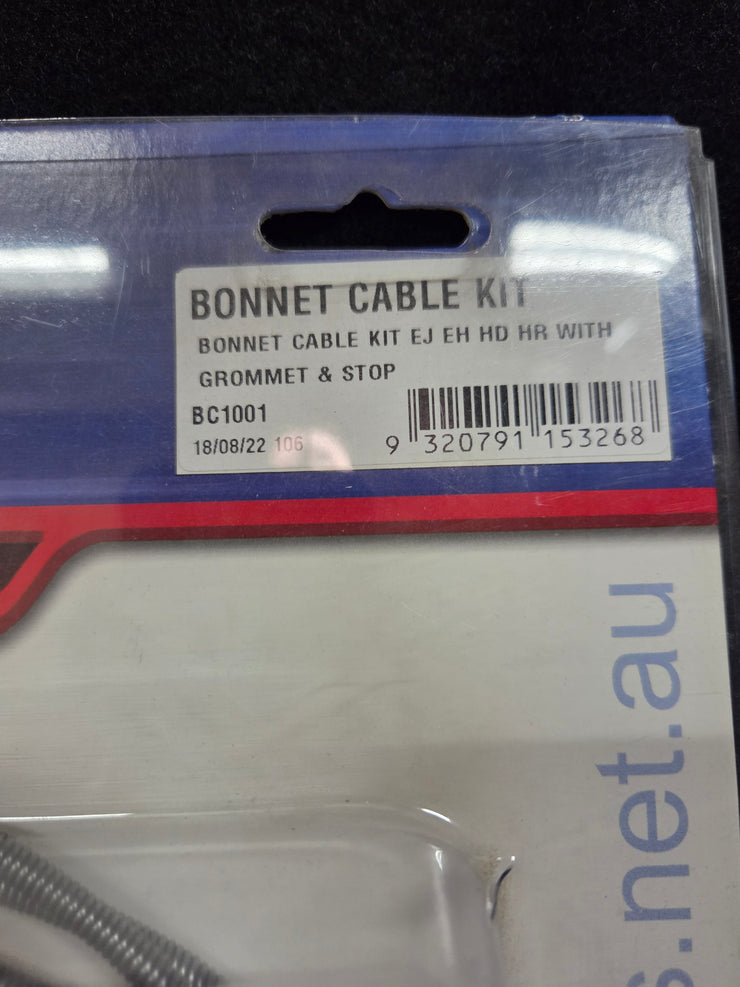 BONNET CABLE KIT
BONNET CABLE KIT EJ EH HD HR WITH
GROMMET & STOP
BC1001
18/08/22 106
9 320791 153268
s.net.au